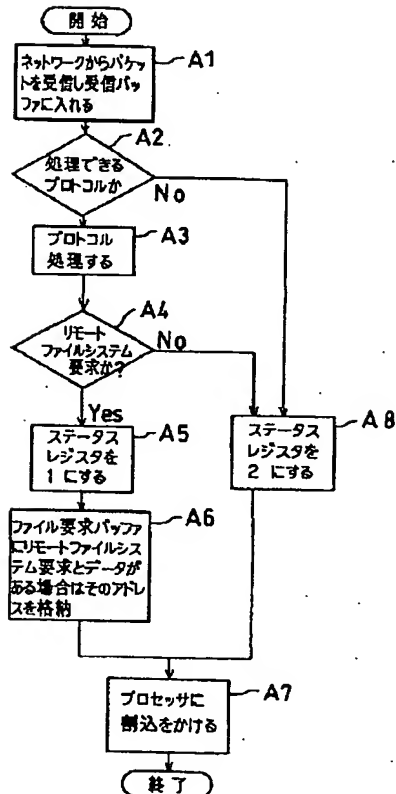 開始
ネットワークからパケッ
トを受信し受信バッ
ファに入れる
A1
A2
処理できる
プロトコルか
No
プロトコル
処理する
A3
A4
リモート
ファイルシステム
要求か?
No
Yes
ステータス
レジスタを
1 にする
A5
ステータス
レジスタを
2 にする
A8
A6
ファイル要求バッファ
にリモートファイルシス
テム要求とデータが
ある場合はそのアドレ
スを格納
プロセッサに
割込をかける
A7
終了